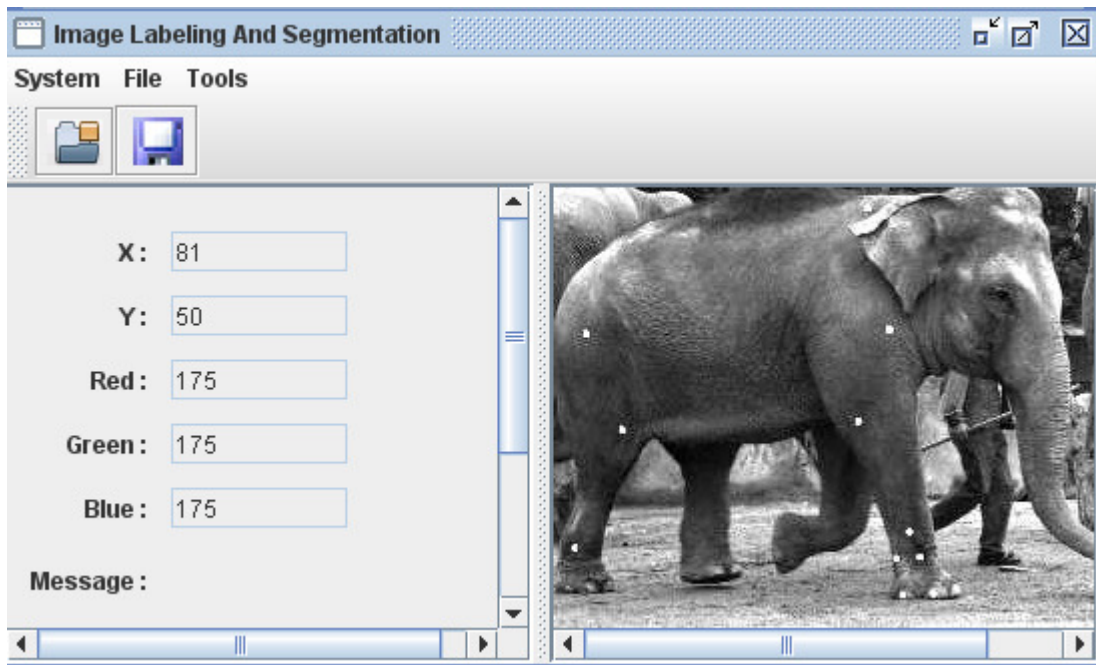 Image Labeling And Segmentation
System File Tools
X: 81
Y: 50
Red: 175
Green: 175
Blue: 175
Message: